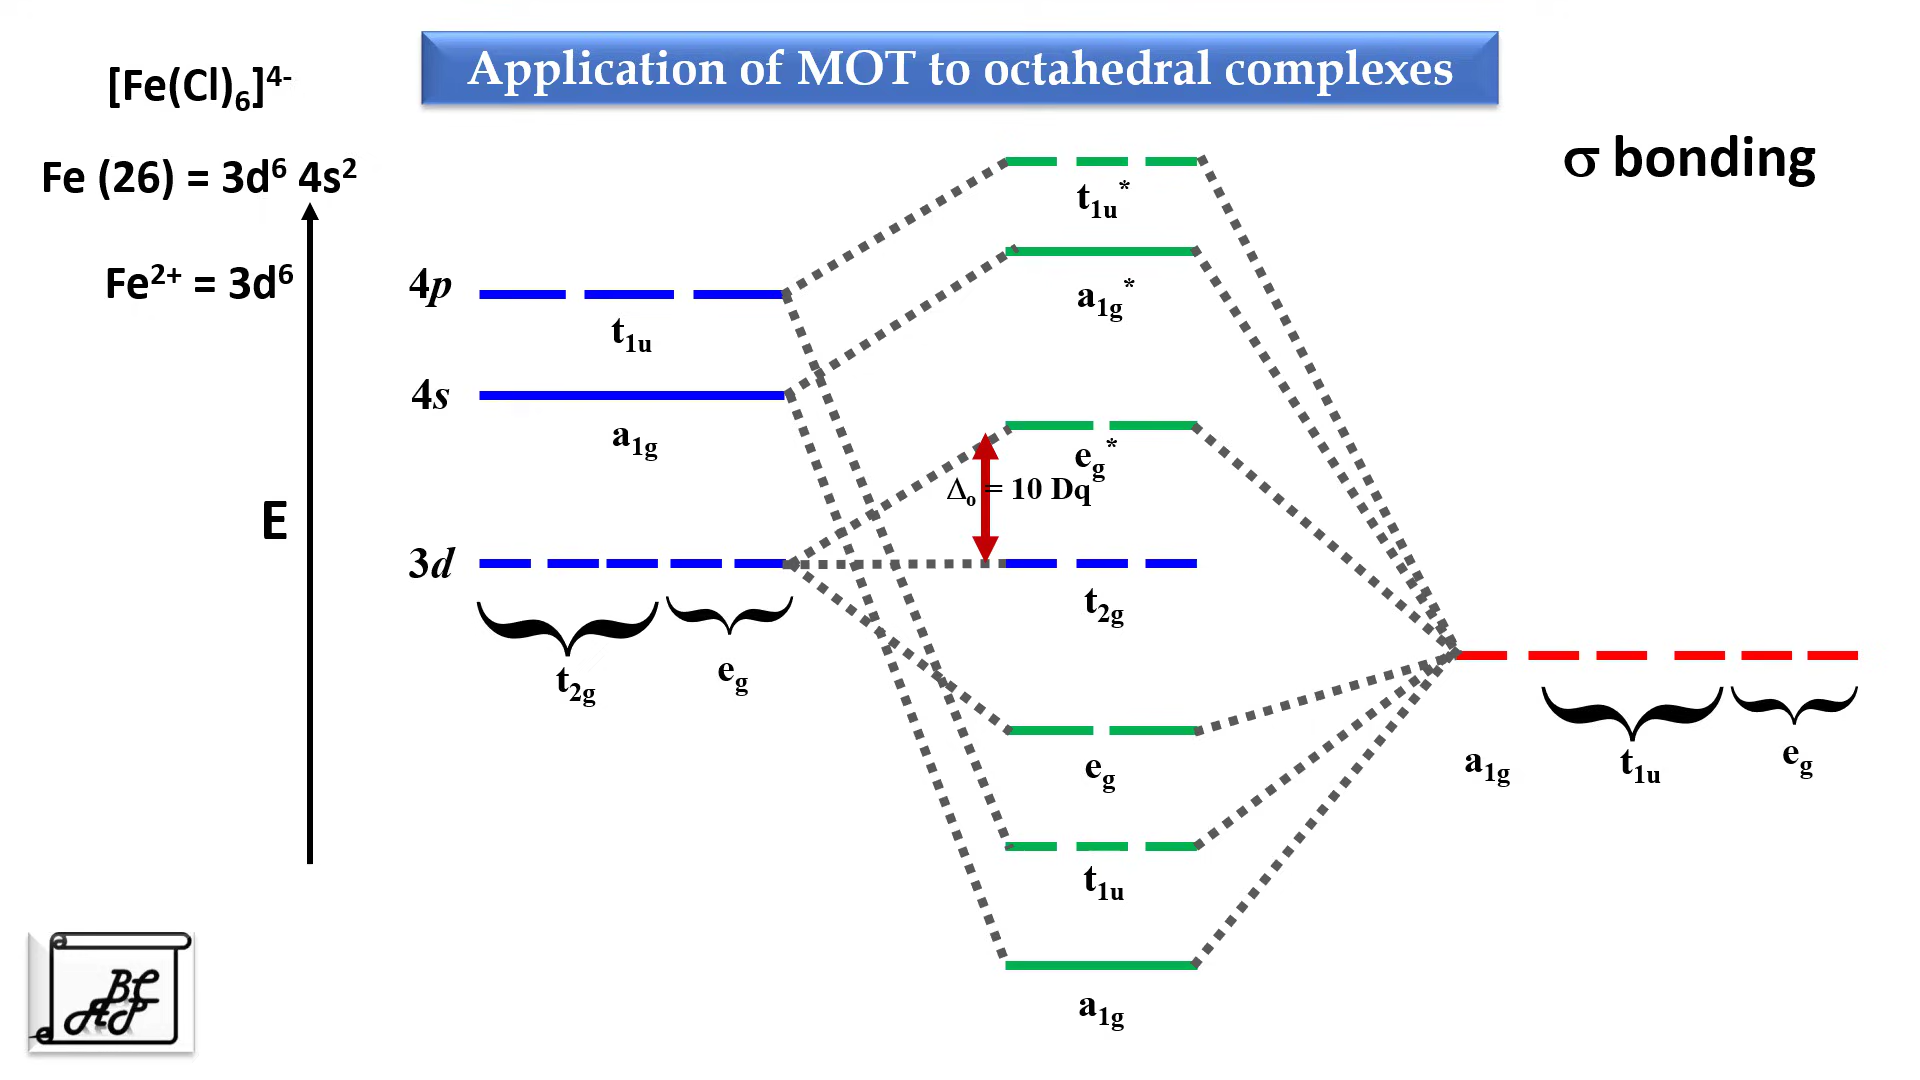 Application of MOT to octahedral complexes
[Fe(Cl)₆]⁴⁻
σ bonding
Fe (26) = 3d⁶ 4s²
Fe²⁺ = 3d⁶
E
4p
t₁ᵤ
4s
a₁g
3d
t₂g
eg
t₁ᵤ*
a₁g*
eg*
Δₒ = 10 Dq
t₂g
eg
t₁ᵤ
a₁g
a₁g
t₁ᵤ
eg